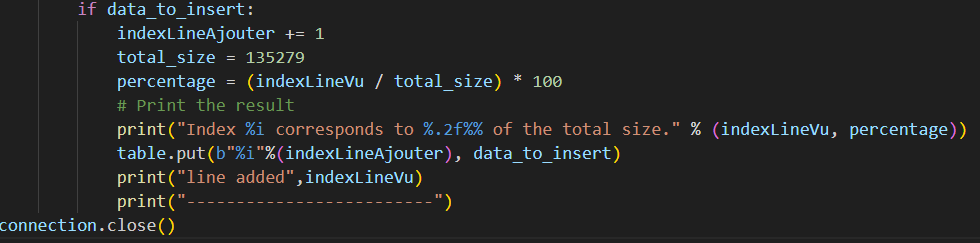 if data_to_insert:
indexLineAjouter += 1
total_size = 135279
percentage = (indexLineVu / total_size) * 100
# Print the result
print("Index %i corresponds to %.2f%% of the total size." % (indexLineVu, percentage))
table.put(b"%i"%(indexLineAjouter), data_to_insert)
print("line added",indexLineVu)
print("-------------------------")
connection.close()